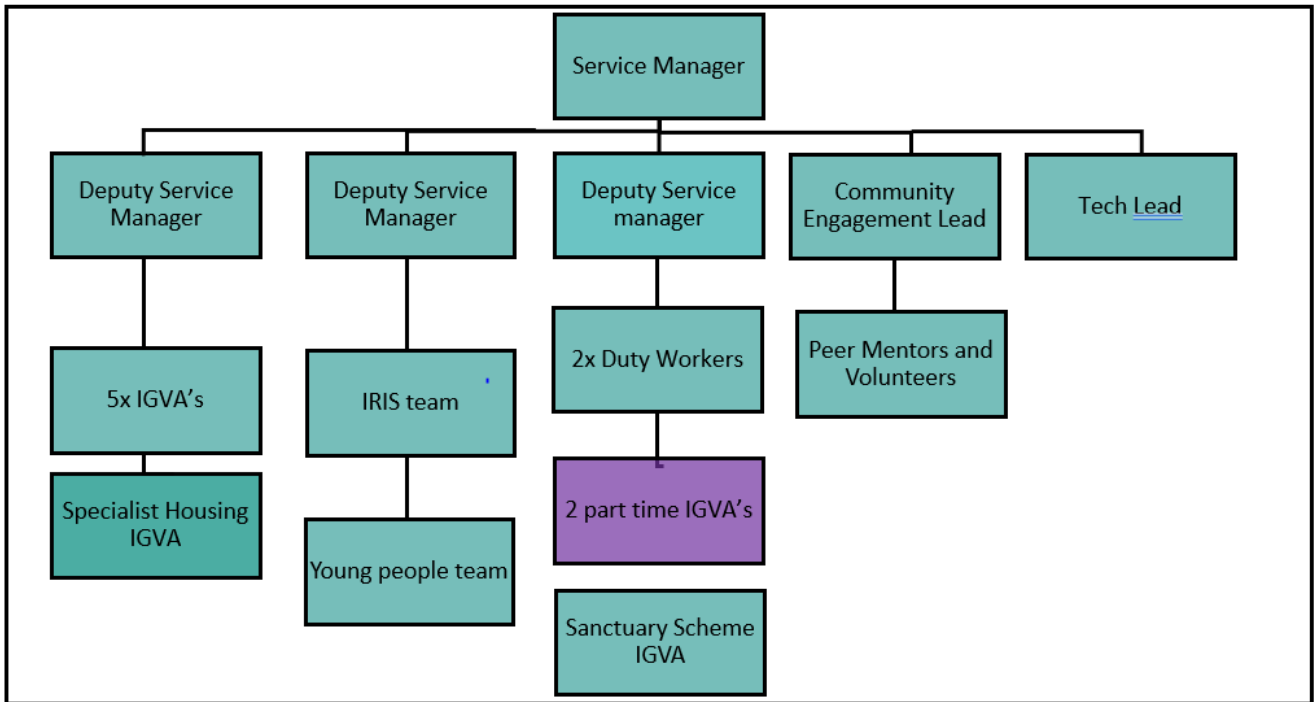 Service Manager
Deputy Service
Manager
Deputy Service
Manager
Deputy Service
manager
Community
Engagement Lead
Tech Lead
5x IGVA’s
IRIS team
2x Duty Workers
Peer Mentors and
Volunteers
Specialist Housing
IGVA
Young people team
2 part time IGVA’s
Sanctuary Scheme
IGVA